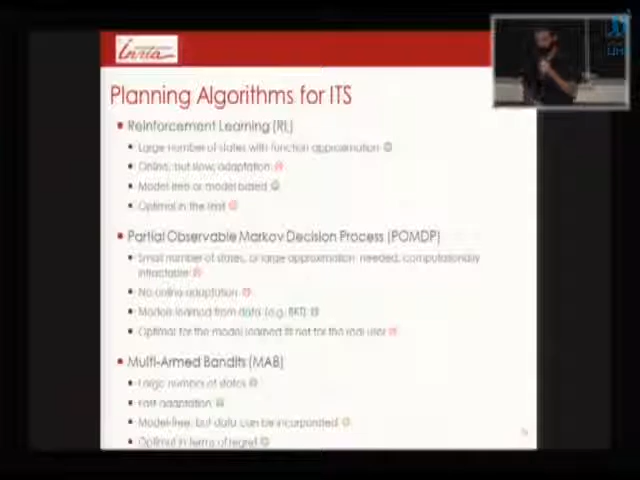 Inria
Planning Algorithms for ITS
Reinforcement Learning (RL)
Large number of states with function approximation
Online, but slow, adaptation
Model free or model based
Optimal in the limit
Partial Observable Markov Decision Process (POMDP)
Small number of states, or large approximation needed, computationally
intractable
No online adaptation
Models learned from data (e.g. BKT)
Optimal for the model learned not for the real user
Multi-Armed Bandits (MAB)
Large number of states
Fast adaptation
Model-free, but data can be incorporated
Optimal in terms of regret